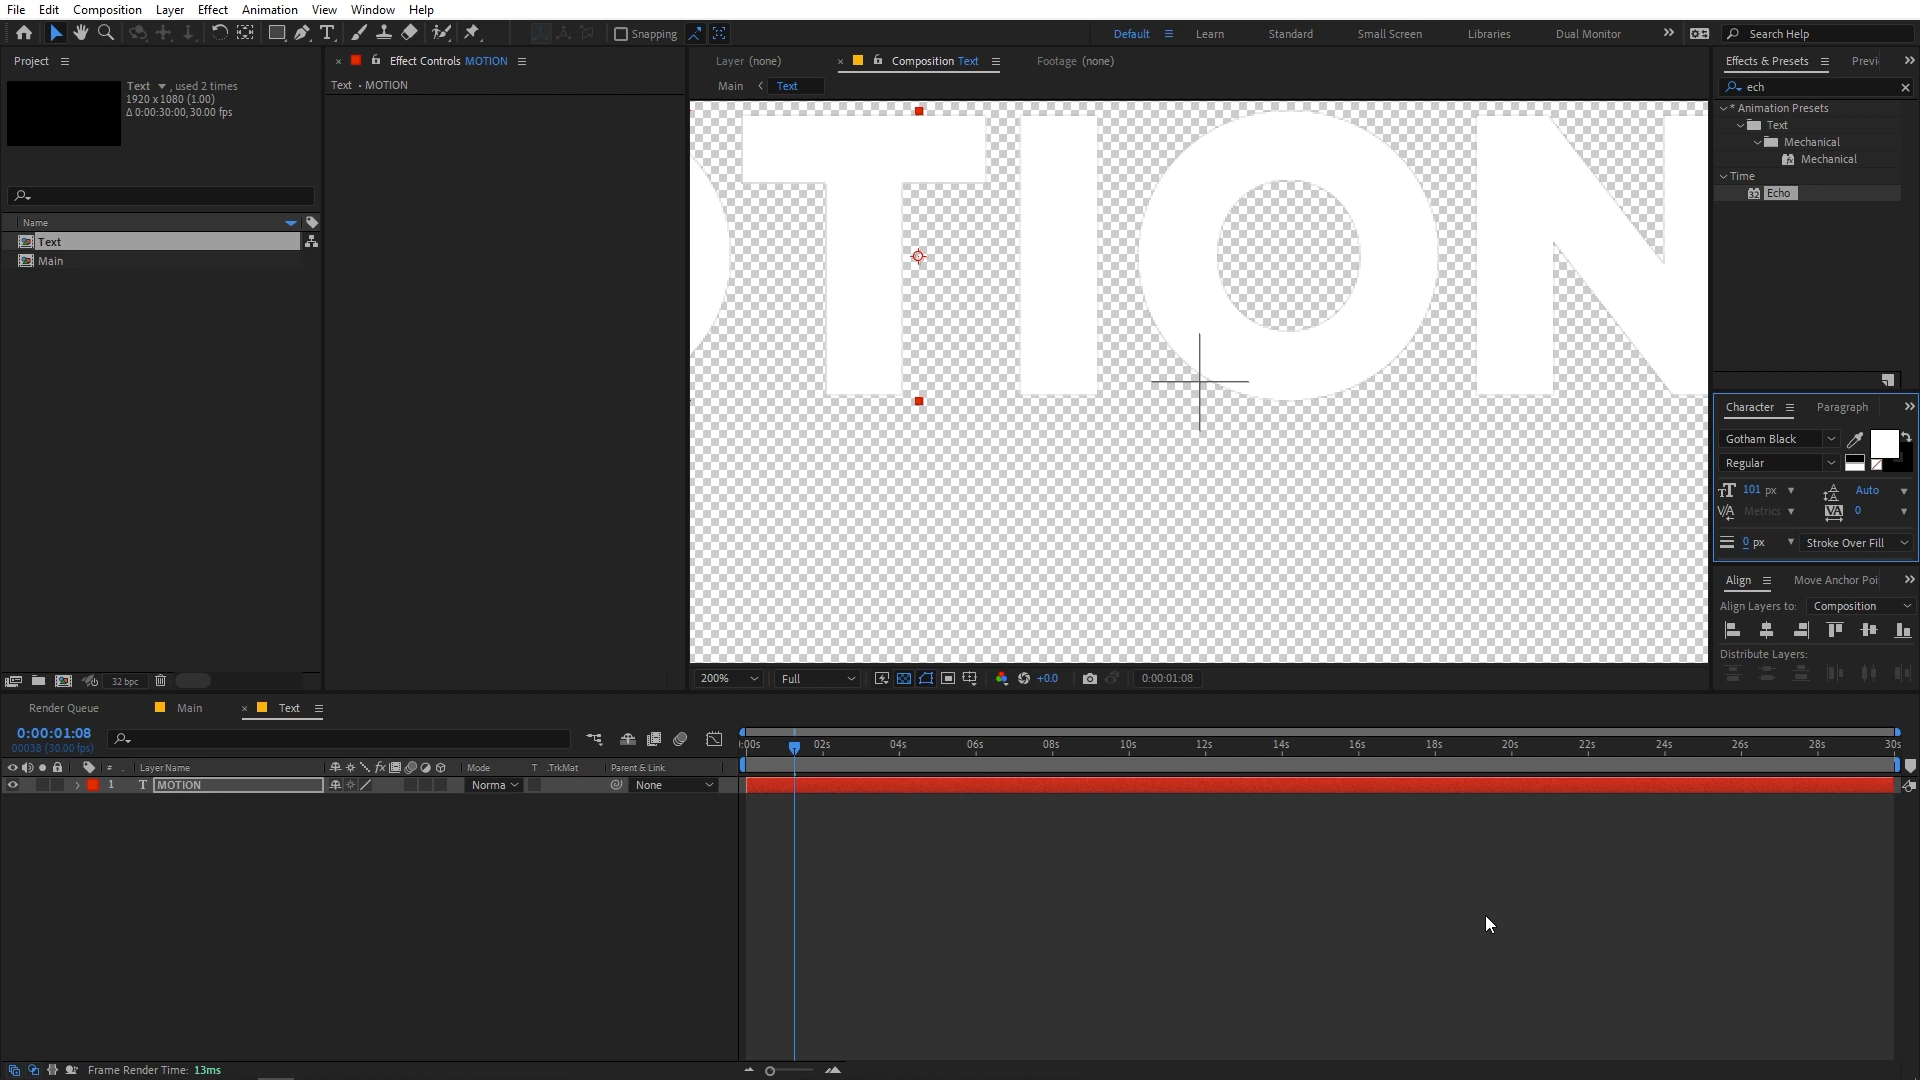 File Edit Composition Layer Effect Animation View Window Help
Snapping
Default Learn Standard Small Screen Libraries Dual Monitor » Search Help
Project
Effect Controls MOTION
Layer (none)
Composition Text
Footage (none)
Effects & Presets
Previ
Text , used 2 times
1920 x 1080 (1.00)
Δ 0:00:30:00, 30.00 fps
Text • MOTION
Main < Text
ech
* Animation Presets
Text
Mechanical
Mechanical
Time
Echo
OTION
Name
Text
Main
Character Paragraph
Gotham Black
Regular
101 px Auto
Metrics 0
0 px Stroke Over Fill
Align Move Anchor Poi
Align Layers to: Composition
Distribute Layers:
32 bpc
200% Full +0.0 0:00:01:08
Render Queue Main Text
0:00:01:08
00038 (30.00 fps)
:00s 02s 04s 06s 08s 10s 12s 14s 16s 18s 20s 22s 24s 26s 28s 30s
# Layer Name fx Mode T .TrkMat Parent & Link
1 T MOTION Norma None
Frame Render Time: 13ms